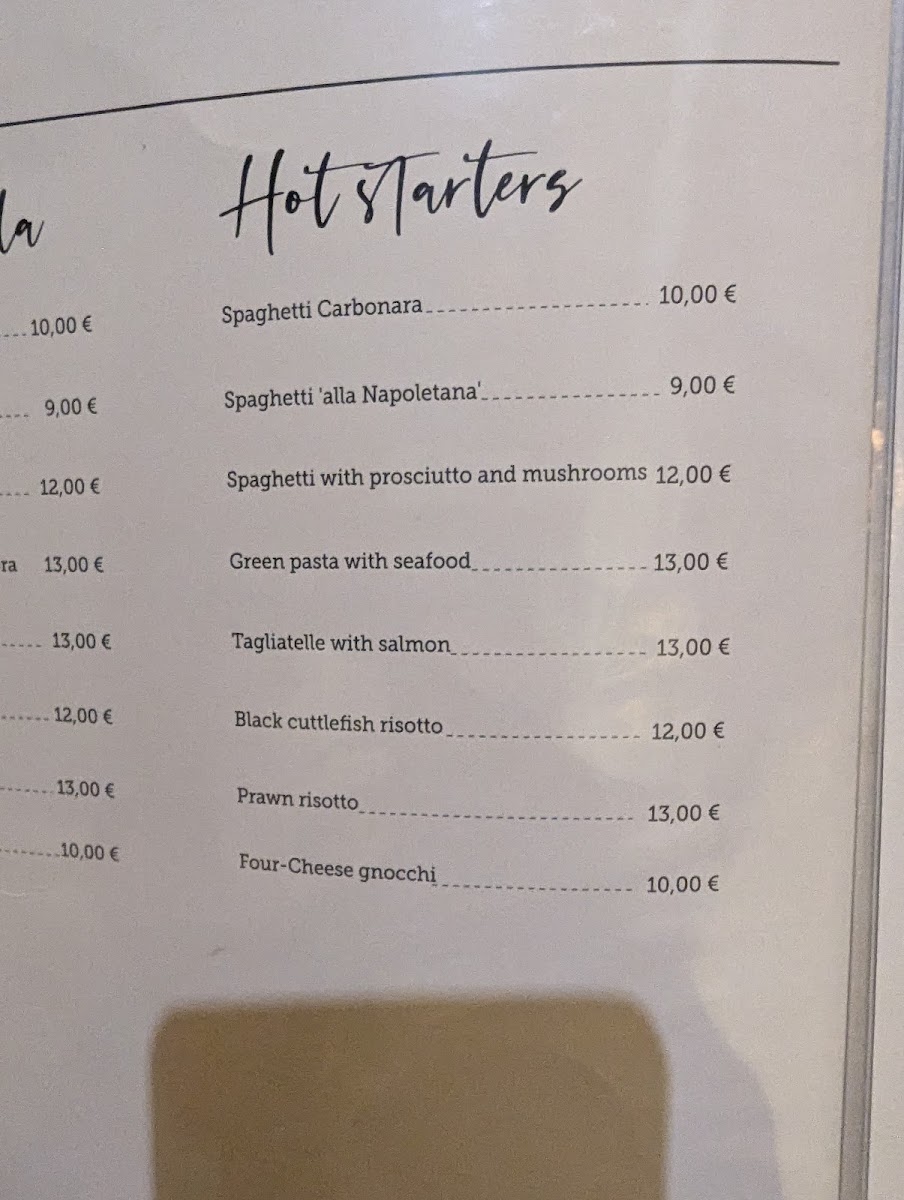 la
10,00 €
9,00 €
12,00 €
ra 13,00 €
13,00 €
12,00 €
13,00 €
10,00 €
Hot starters
Spaghetti Carbonara 10,00 €
Spaghetti 'alla Napoletana' 9,00 €
Spaghetti with prosciutto and mushrooms 12,00 €
Green pasta with seafood 13,00 €
Tagliatelle with salmon 13,00 €
Black cuttlefish risotto 12,00 €
Prawn risotto 13,00 €
Four-Cheese gnocchi 10,00 €